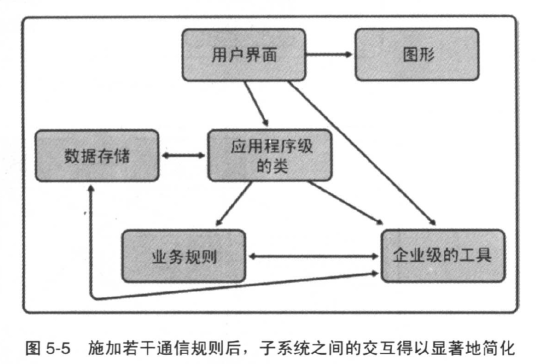 用户界面
图形
数据存储
应用程序级
的类
业务规则
企业级的工具
图 5-5 施加若干通信规则后，子系统之间的交互得以显著地简化